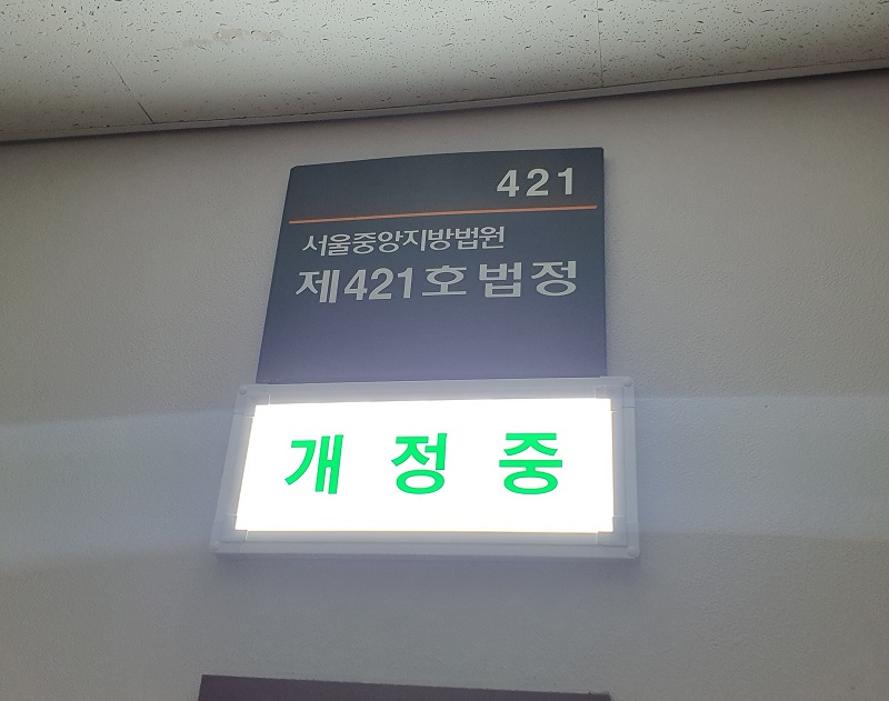 421
서울중앙지방법원
제421호법정
개 정 중